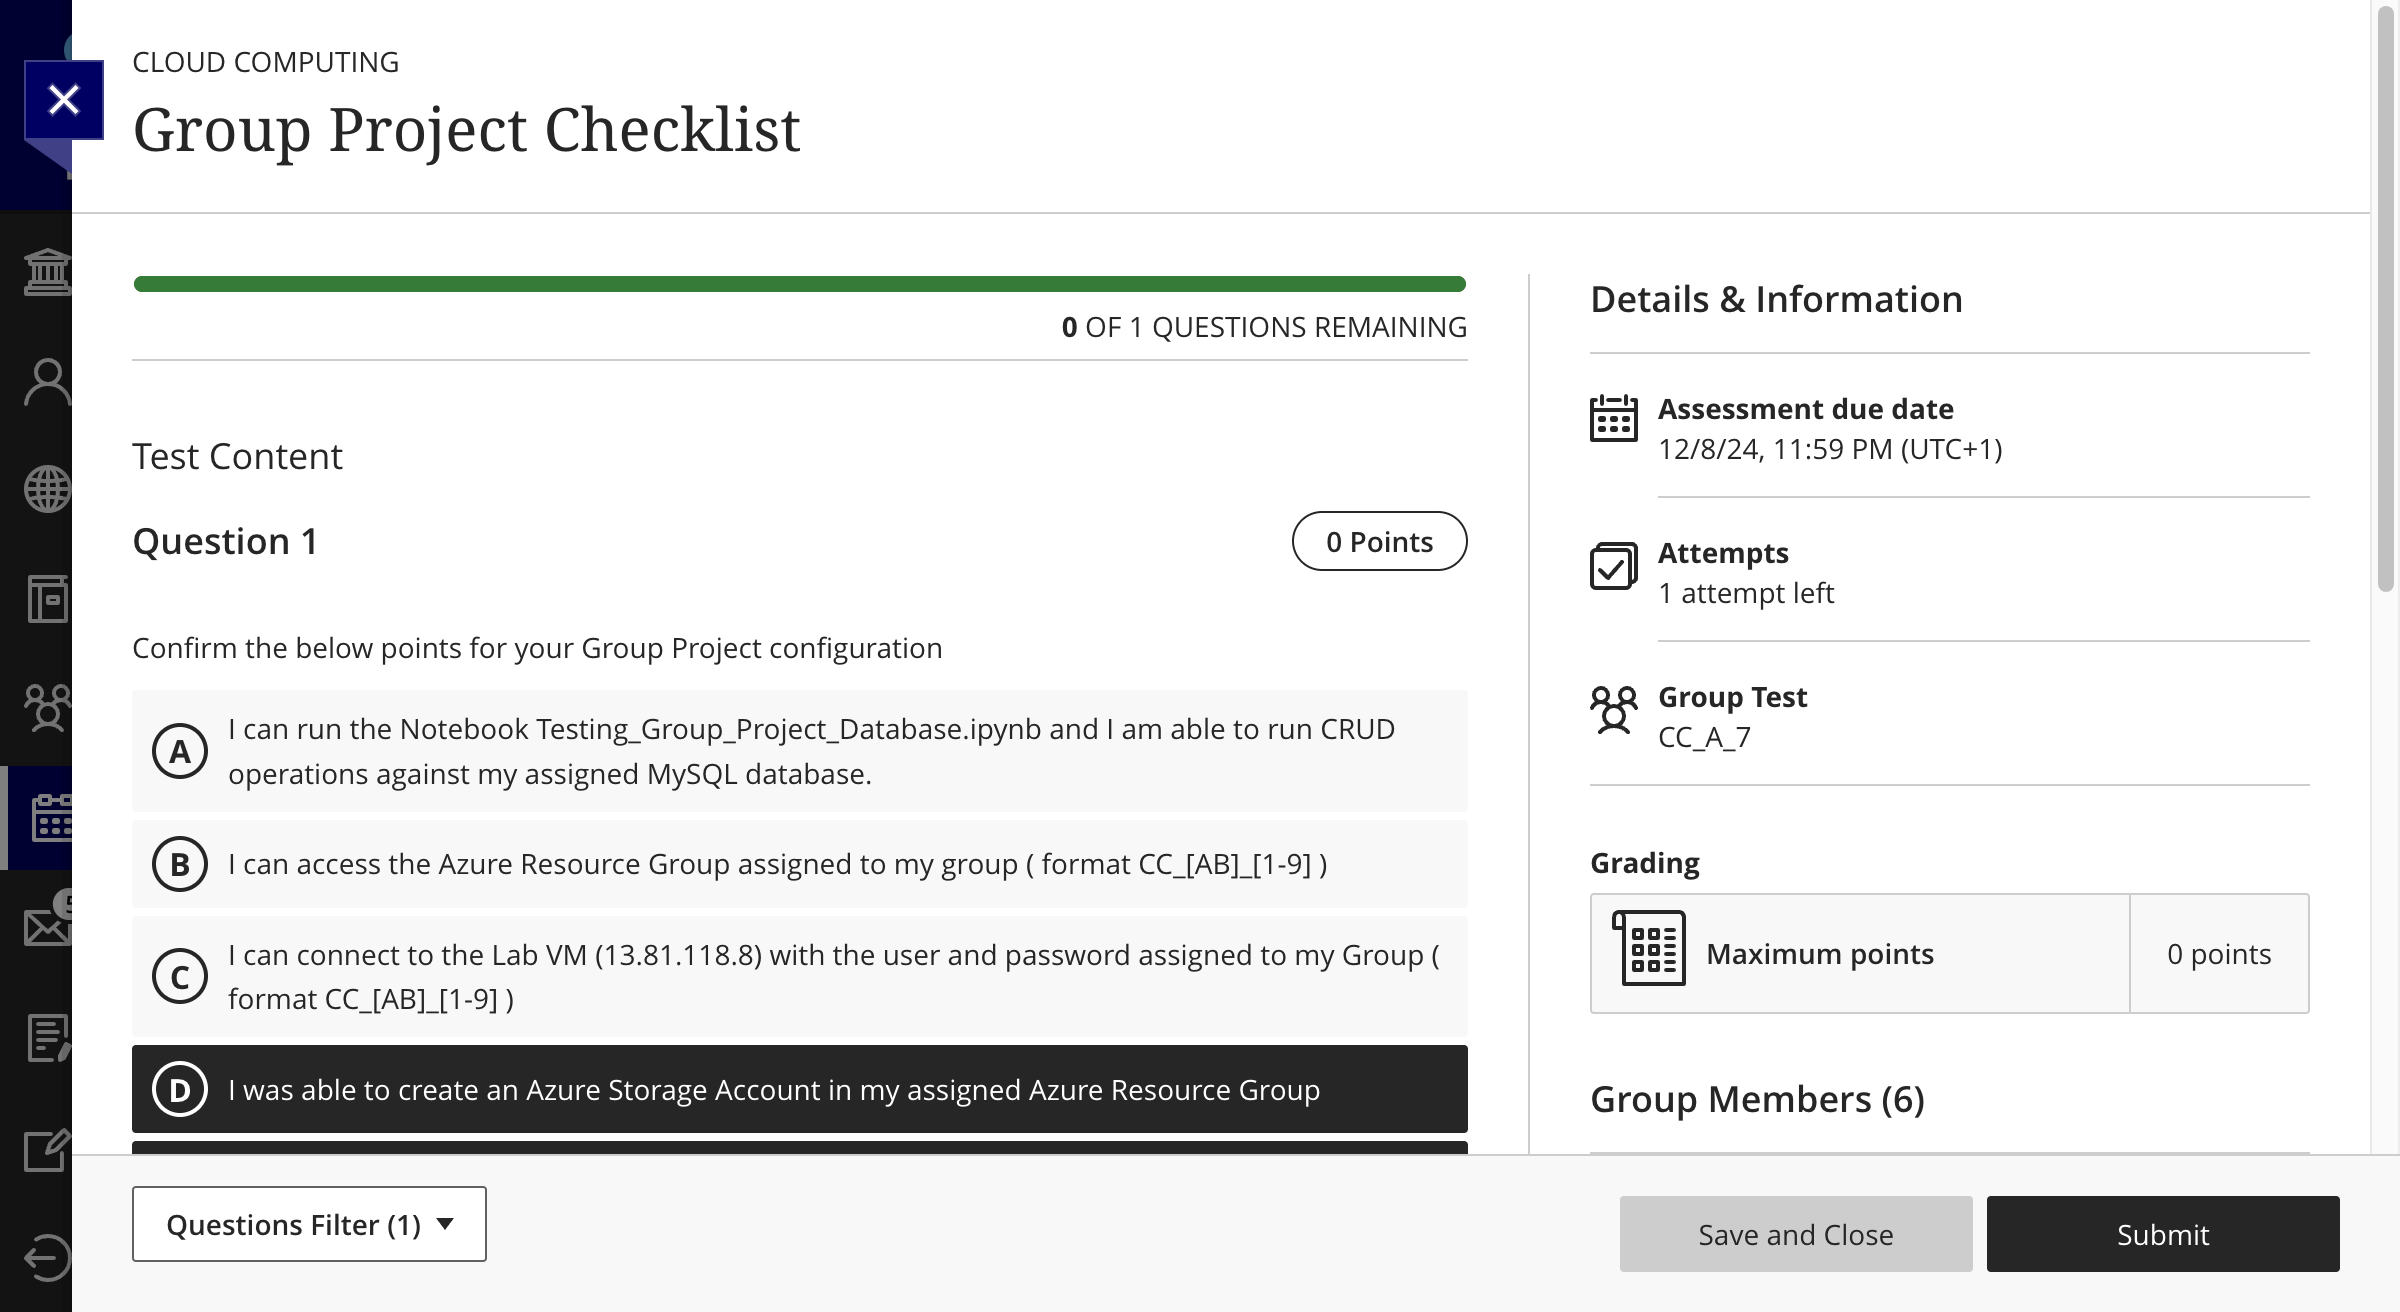 CLOUD COMPUTING
Group Project Checklist
0 OF 1 QUESTIONS REMAINING
Test Content
Question 1
0 Points
Confirm the below points for your Group Project configuration
A
I can run the Notebook Testing_Group_Project_Database.ipynb and I am able to run CRUD
operations against my assigned MySQL database.
B
I can access the Azure Resource Group assigned to my group ( format CC_[AB]_[1-9] )
C
I can connect to the Lab VM (13.81.118.8) with the user and password assigned to my Group (
format CC_[AB]_[1-9] )
D
I was able to create an Azure Storage Account in my assigned Azure Resource Group
Details & Information
Assessment due date
12/8/24, 11:59 PM (UTC+1)
Attempts
1 attempt left
Group Test
CC_A_7
Grading
Maximum points
0 points
Group Members (6)
Questions Filter (1)
Save and Close
Submit